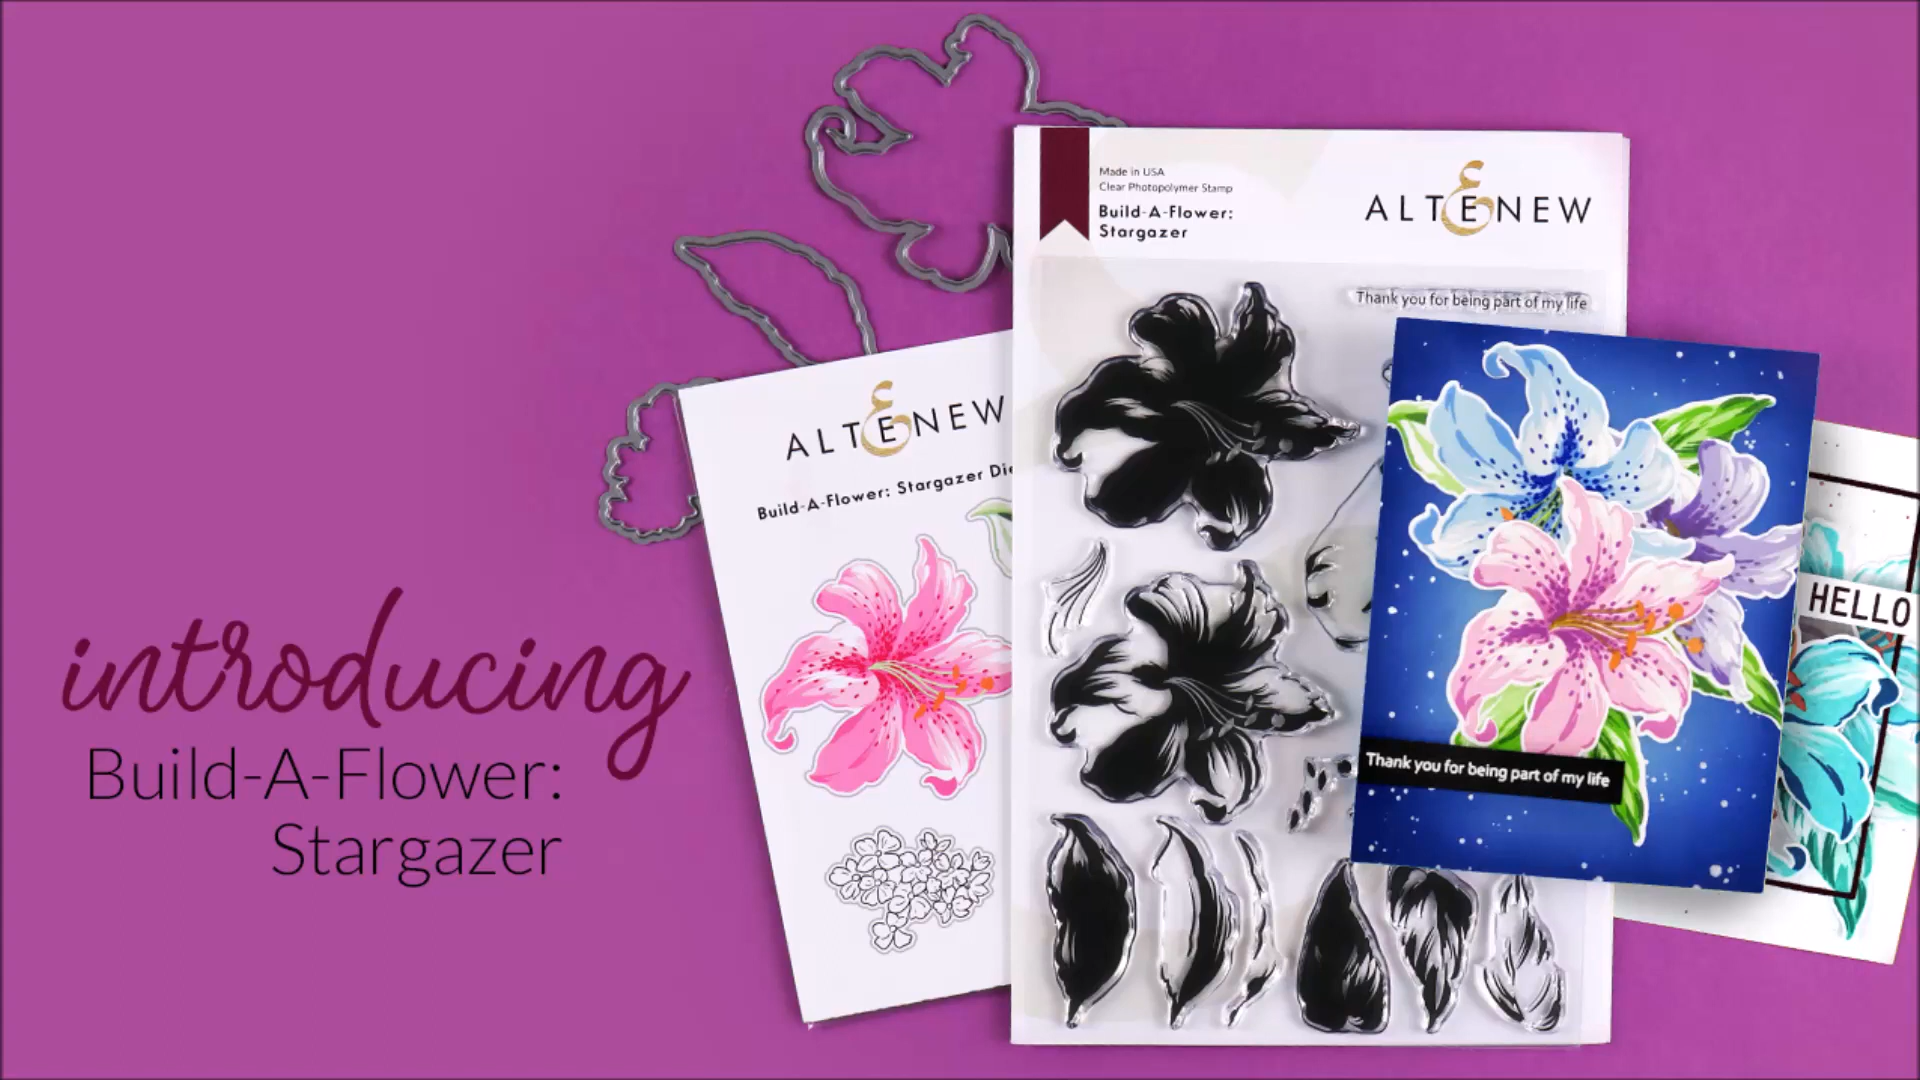 introducing
Build-A-Flower:
Stargazer
ALTENEW
Build-A-Flower: Stargazer Die
Made in USA
Clear Photopolymer Stamp
Build-A-Flower:
Stargazer
ALTENEW
Thank you for being part of my life
Thank you for being part of my life
HELLO